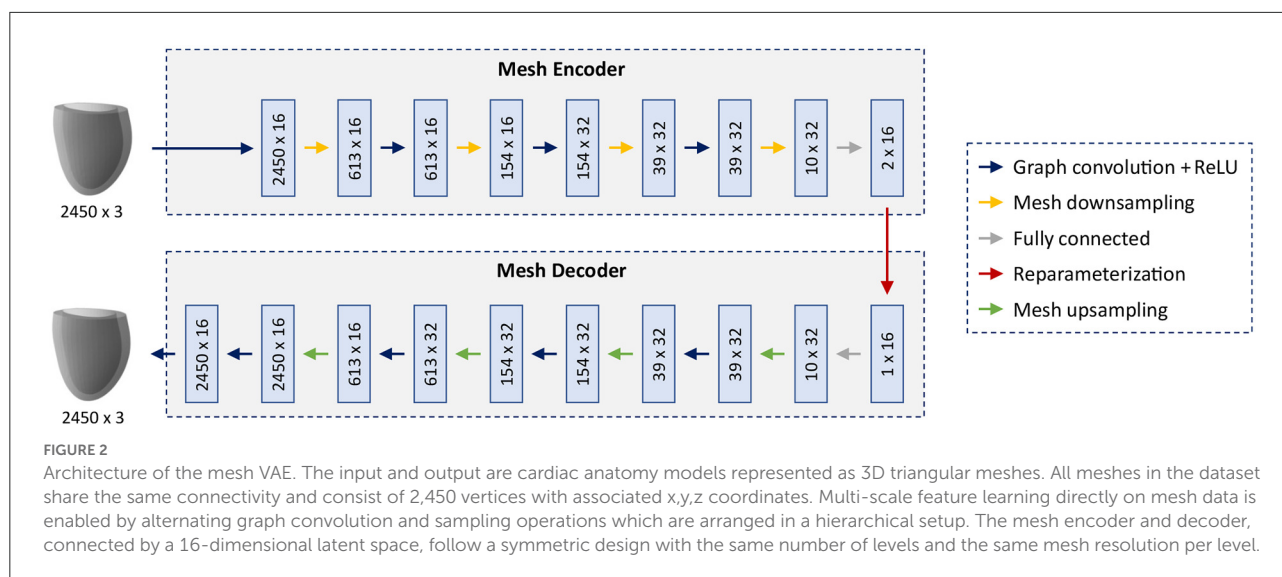 Mesh Encoder
2450 x 3
2450 x 16
613 x 16
613 x 16
154 x 16
154 x 32
39 x 32
39 x 32
10 x 32
2 x 16
Graph convolution + ReLU
Mesh downsampling
Fully connected
Reparameterization
Mesh upsampling
Mesh Decoder
2450 x 3
2450 x 16
2450 x 16
613 x 16
613 x 32
154 x 32
154 x 32
39 x 32
39 x 32
10 x 32
1 x 16
FIGURE 2
Architecture of the mesh VAE. The input and output are cardiac anatomy models represented as 3D triangular meshes. All meshes in the dataset
share the same connectivity and consist of 2,450 vertices with associated x,y,z coordinates. Multi-scale feature learning directly on mesh data is
enabled by alternating graph convolution and sampling operations which are arranged in a hierarchical setup. The mesh encoder and decoder,
connected by a 16-dimensional latent space, follow a symmetric design with the same number of levels and the same mesh resolution per level.